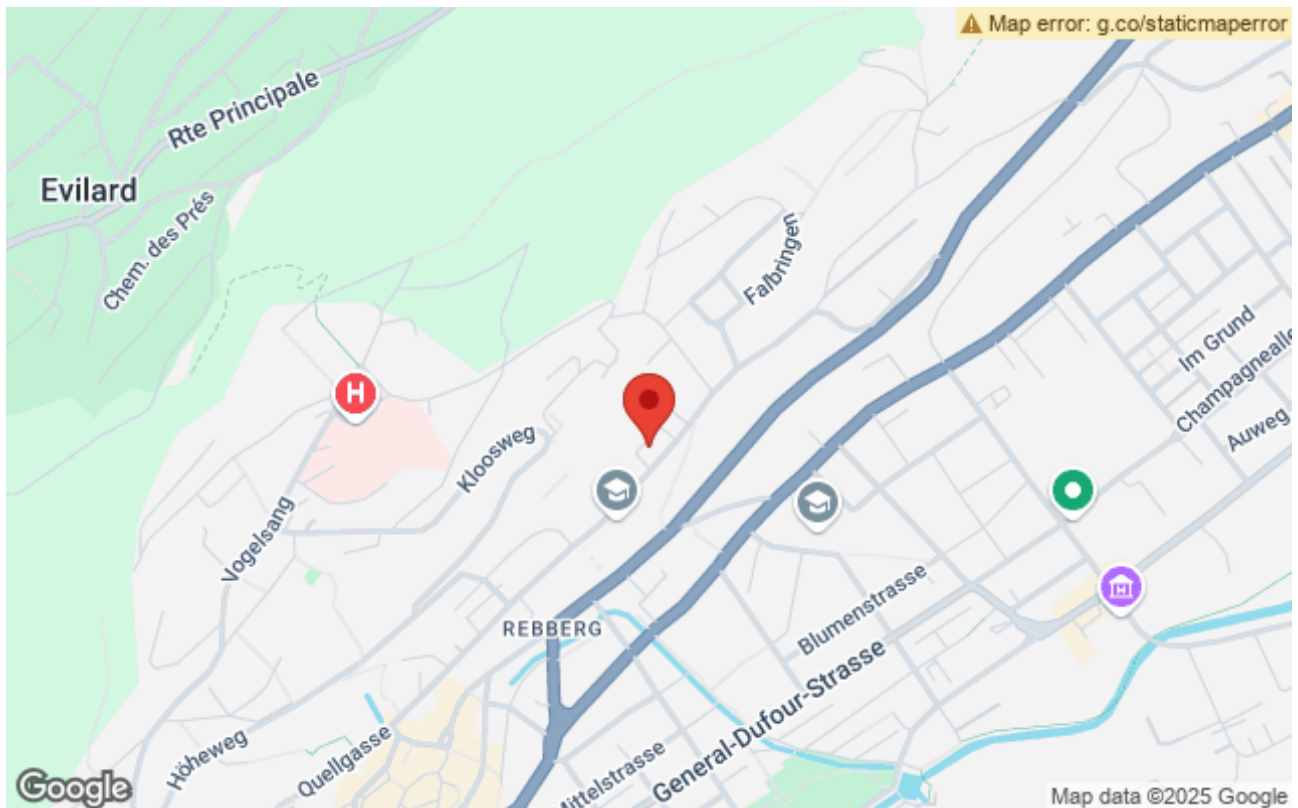 Map error: g.co/staticmaperror
Rte Principale
Evilard
Chem. des Prés
Falbringen
Im Grund
Champagneallee
Auweg
H
Kloosweg
Vogelsang
Blumenstrasse
REBBERG
General-Dufour-Strasse
Höheweg
Quellgasse
Mittelstrasse
Google
Map data ©2025 Google